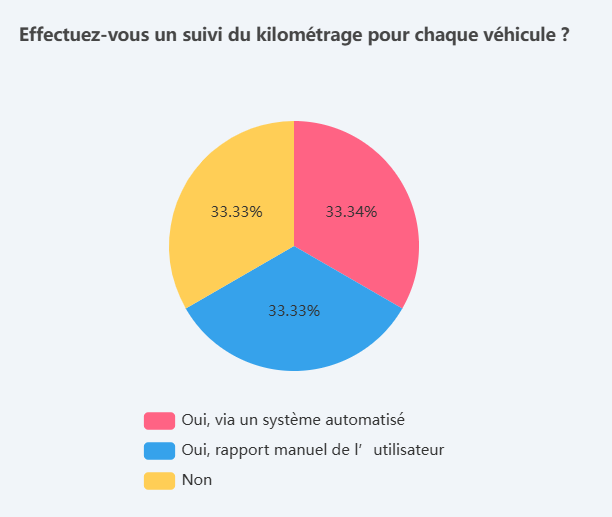 Effectuez-vous un suivi du kilométrage pour chaque véhicule ?
33.33%
33.34%
33.33%
Oui, via un système automatisé
Oui, rapport manuel de l’utilisateur
Non